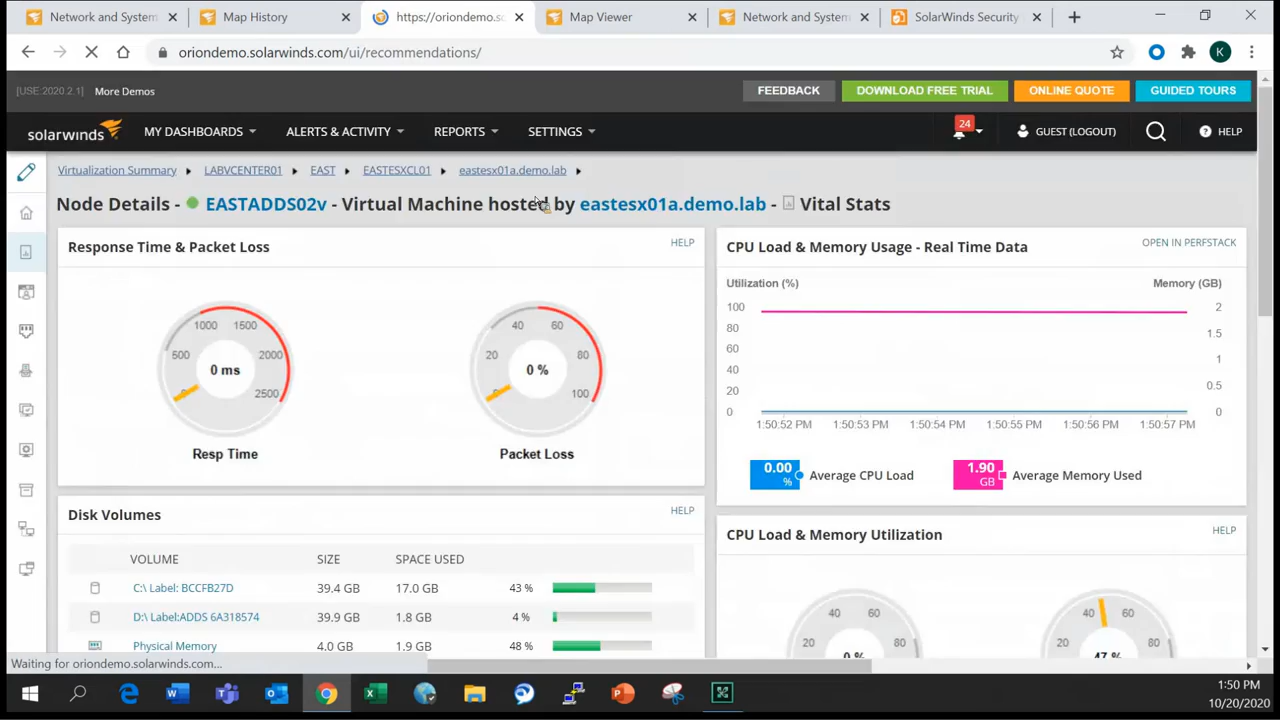 Network and System
Map History
https://oriondemo.so
Map Viewer
Network and System
SolarWinds Security
oriondemo.solarwinds.com/ui/recommendations/
K
[USE 2020.2.1] More Demos
FEEDBACK
DOWNLOAD FREE TRIAL
ONLINE QUOTE
GUIDED TOURS
solarwinds
MY DASHBOARDS
ALERTS & ACTIVITY
REPORTS
SETTINGS
24
GUEST (LOGOUT)
? HELP
Virtualization Summary
LABVCENTER01
EAST
EASTESXCL01
eastesx01a.demo.lab
Node Details - EASTADDS02v - Virtual Machine hosted by eastesx01a.demo.lab - Vital Stats
Response Time & Packet Loss
HELP
500
1000
1500
2000
2500
0 ms
Resp Time
20
40
60
80
100
0 %
Packet Loss
Disk Volumes
HELP
VOLUME SIZE SPACE USED
C:\ Label: BCCFB27D 39.4 GB 17.0 GB 43 %
D:\ Label:ADDS 6A318574 39.9 GB 1.8 GB 4 %
Physical Memory 4.0 GB 1.9 GB 48 %
CPU Load & Memory Usage - Real Time Data
OPEN IN PERFSTACK
Utilization (%)
Memory (GB)
100
80
60
40
20
0
2
1.5
1
0.5
0
1:50:52 PM 1:50:53 PM 1:50:54 PM 1:50:55 PM 1:50:56 PM 1:50:57 PM
0.00 % Average CPU Load
1.90 GB Average Memory Used
CPU Load & Memory Utilization
HELP
20
40
60
80
0 %
20
40
60
80
47 %
Waiting for oriondemo.solarwinds.com...
1:50 PM
10/20/2020